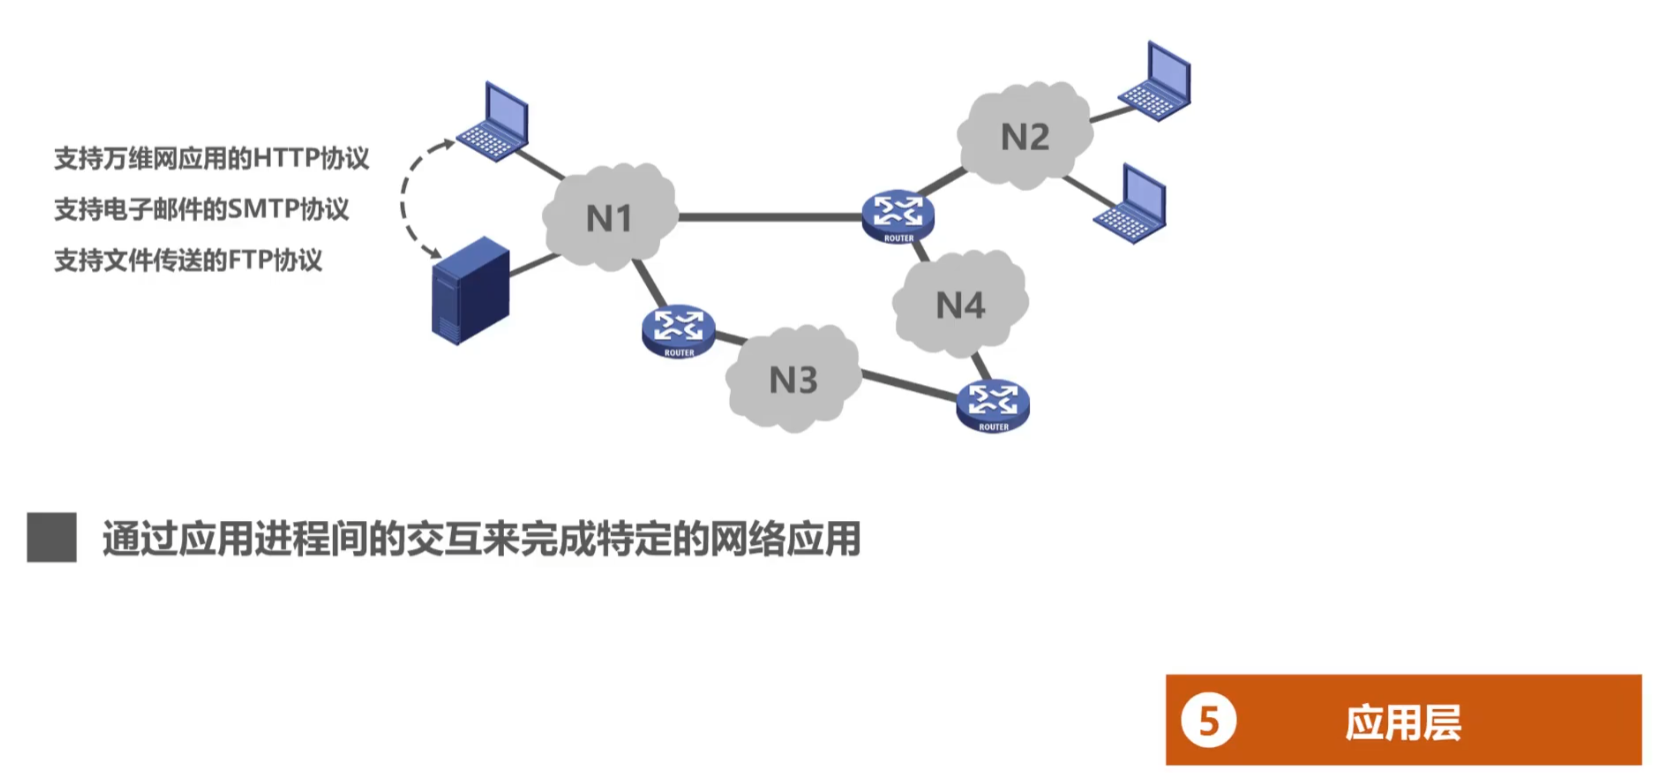 支持万维网应用的HTTP协议
支持电子邮件的SMTP协议
支持文件传送的FTP协议
N1
N2
ROUTER
N4
ROUTER
N3
ROUTER
通过应用进程间的交互来完成特定的网络应用
5 应用层